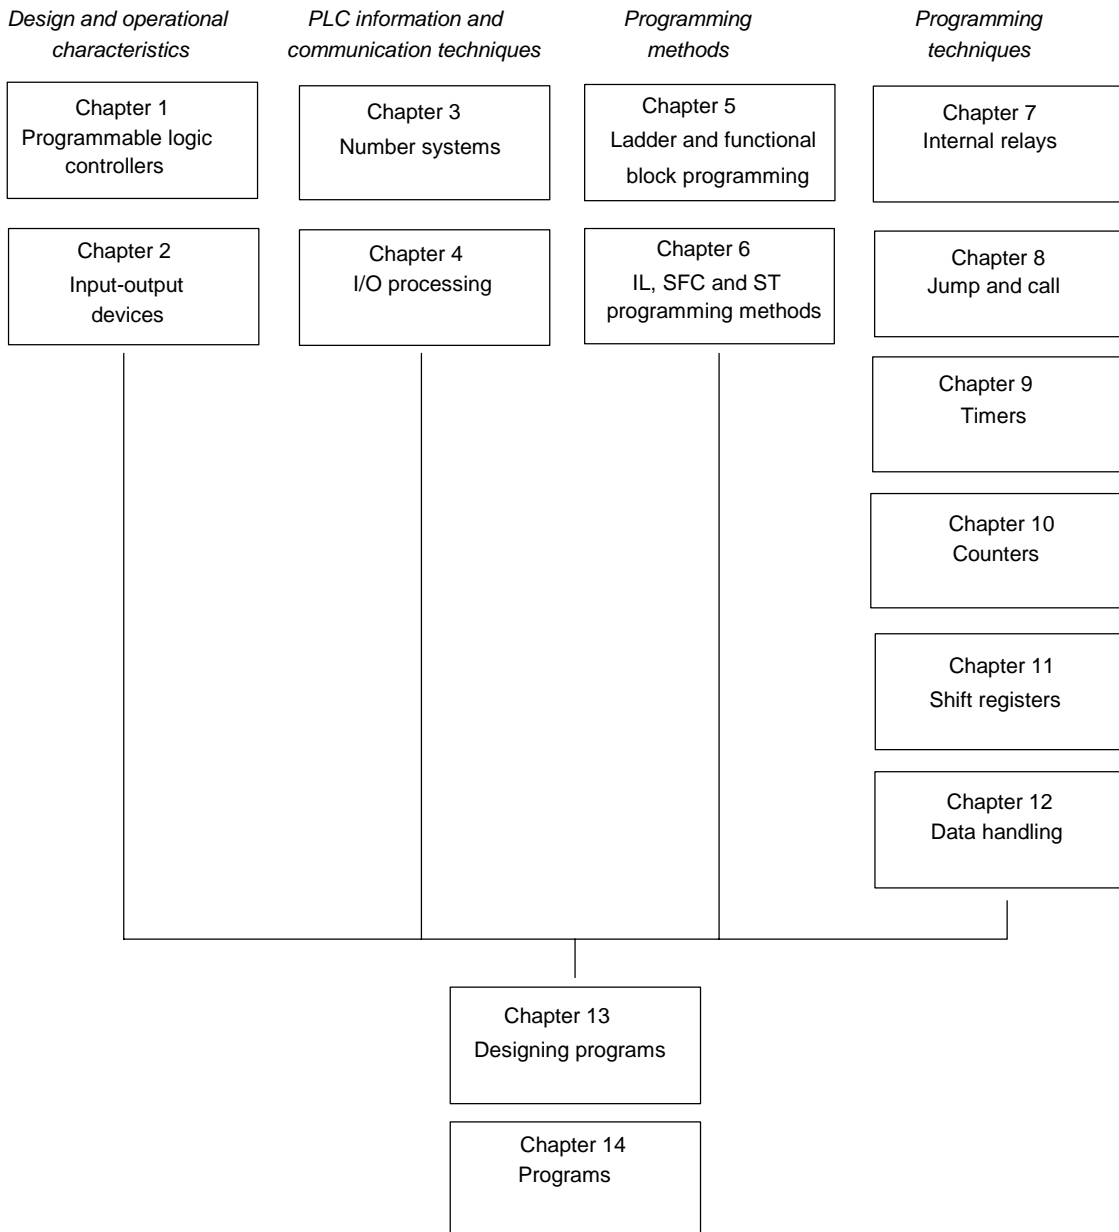 Design and operational
characteristics
PLC information and
communication techniques
Programming
methods
Programming
techniques
Chapter 1
Programmable logic
controllers
Chapter 2
Input-output
devices
Chapter 3
Number systems
Chapter 4
I/O processing
Chapter 5
Ladder and functional
block programming
Chapter 6
IL, SFC and ST
programming methods
Chapter 7
Internal relays
Chapter 8
Jump and call
Chapter 9
Timers
Chapter 10
Counters
Chapter 11
Shift registers
Chapter 12
Data handling
Chapter 13
Designing programs
Chapter 14
Programs